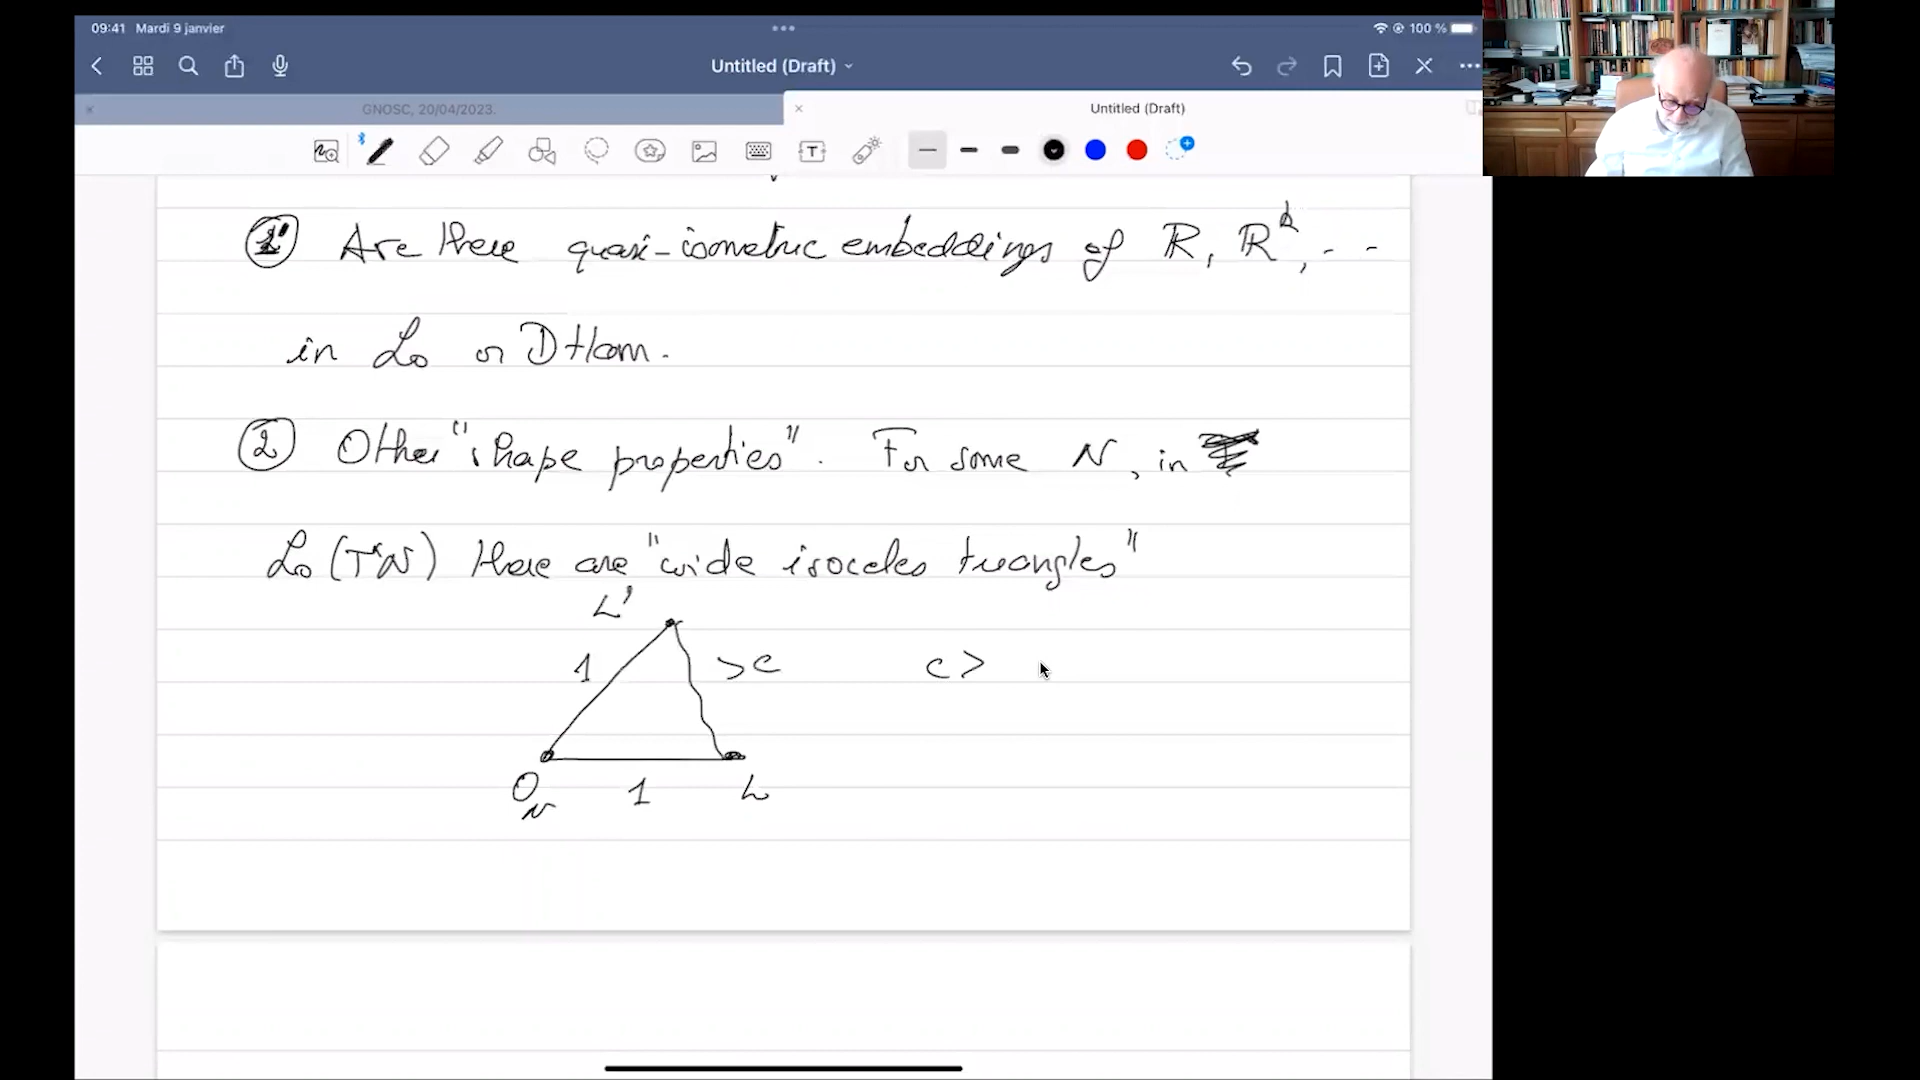 09:41 Mardi 9 janvier
100 %
Untitled (Draft)
GNOSC, 20/04/2023.
Untitled (Draft)
①' Are there quasi-isometric embeddings of ℝ, ℝᵏ, - -
in 𝓛₀ or DHam.
② Other "shape properties". For some N, in
𝓛₀ (T*N) there are "wide isoceles triangles"
L'
1 >c c>
O_N 1 L